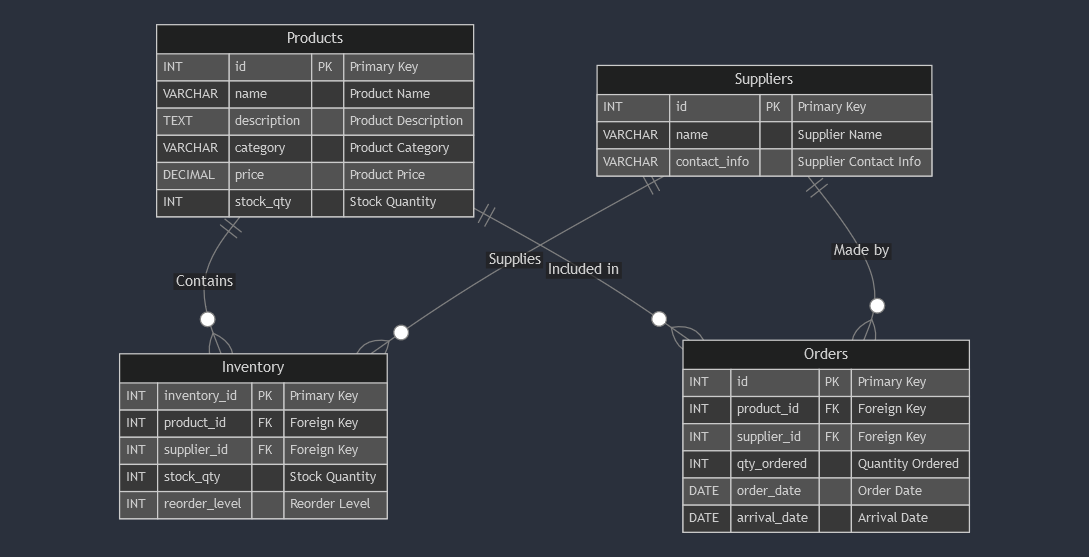 Products
INT id PK Primary Key
VARCHAR name Product Name
TEXT description Product Description
VARCHAR category Product Category
DECIMAL price Product Price
INT stock_qty Stock Quantity
Suppliers
INT id PK Primary Key
VARCHAR name Supplier Name
VARCHAR contact_info Supplier Contact Info
Contains
Supplies
Included in
Made by
Inventory
INT inventory_id PK Primary Key
INT product_id FK Foreign Key
INT supplier_id FK Foreign Key
INT stock_qty Stock Quantity
INT reorder_level Reorder Level
Orders
INT id PK Primary Key
INT product_id FK Foreign Key
INT supplier_id FK Foreign Key
INT qty_ordered Quantity Ordered
DATE order_date Order Date
DATE arrival_date Arrival Date